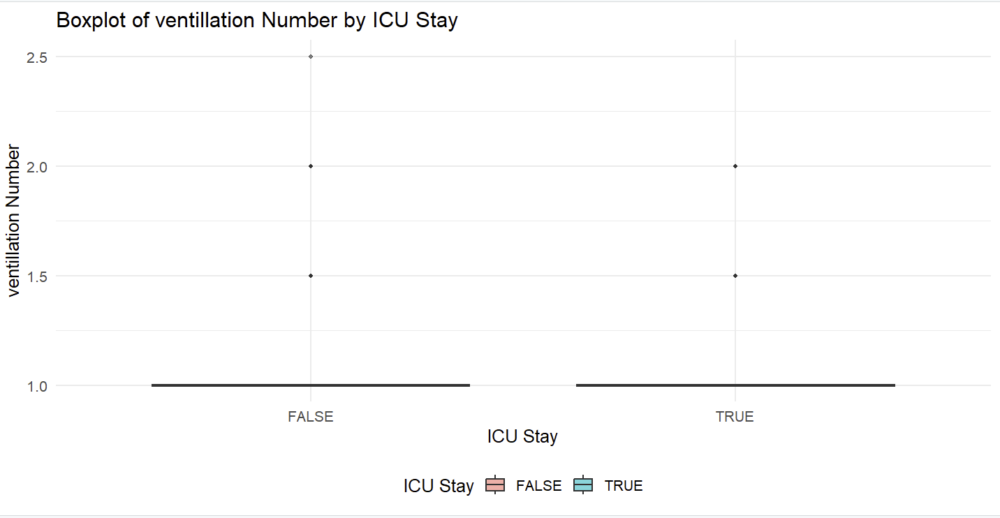 Boxplot of ventillation Number by ICU Stay
ventillation Number
2.5
2.0
1.5
1.0
FALSE TRUE
ICU Stay
ICU Stay FALSE TRUE